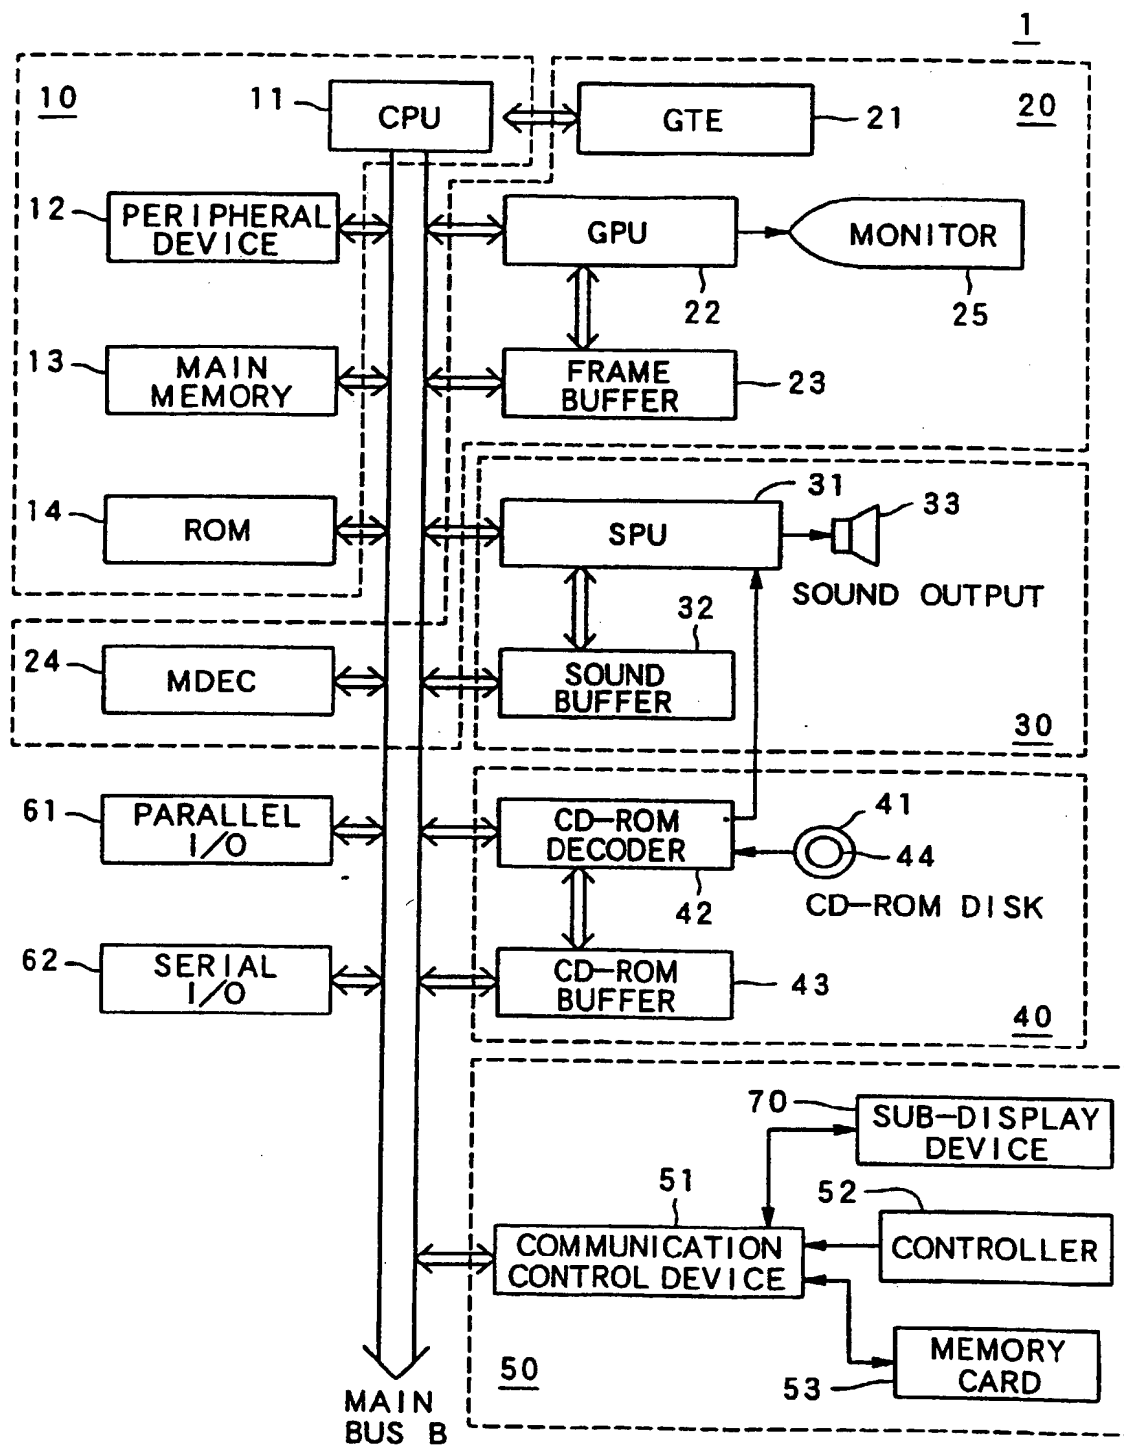 1
10
11
CPU
GTE
21
20
12
PERIPHERAL
DEVICE
GPU
22
MONITOR
25
13
MAIN
MEMORY
FRAME
BUFFER
23
14
ROM
31
SPU
33
SOUND OUTPUT
24
MDEC
32
SOUND
BUFFER
30
61
PARALLEL
I/O
CD-ROM
DECODER
42
41
44
CD-ROM DISK
62
SERIAL
I/O
CD-ROM
BUFFER
43
40
70
SUB-DISPLAY
DEVICE
51
COMMUNICATION
CONTROL DEVICE
52
CONTROLLER
50
53
MEMORY
CARD
MAIN
BUS B